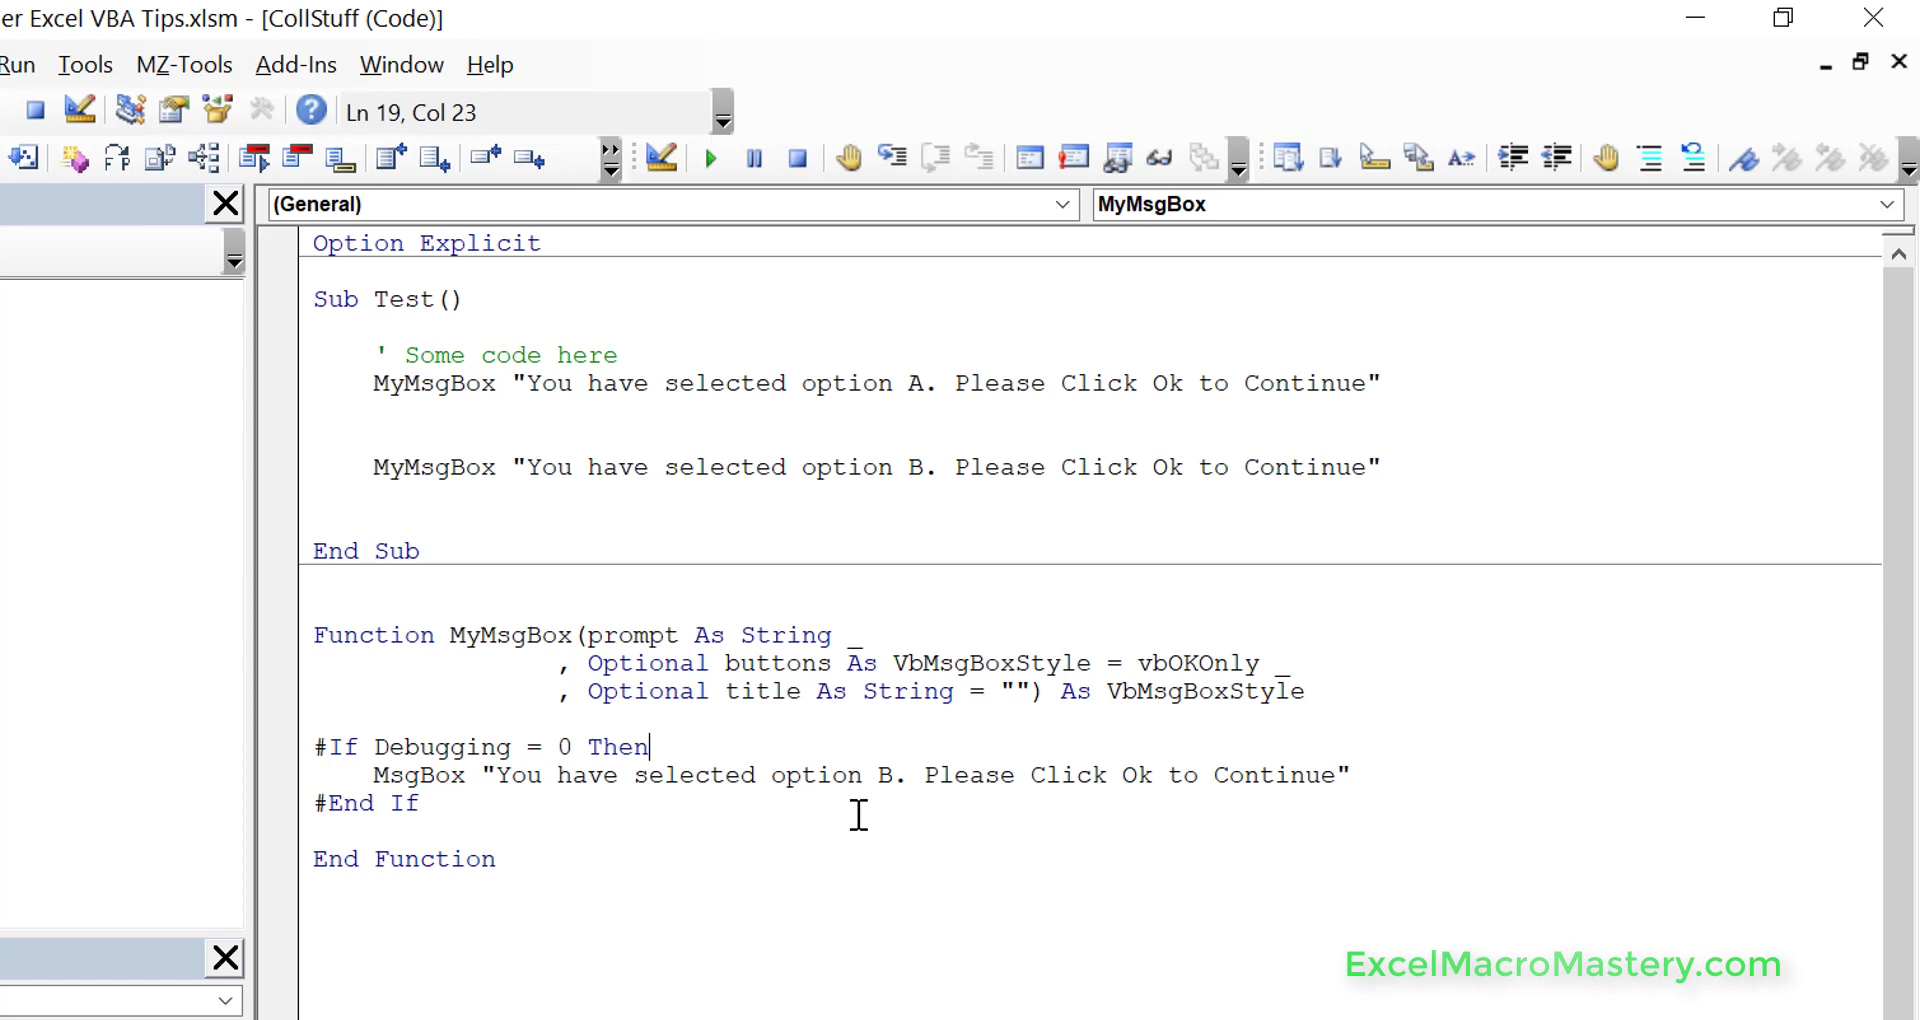 er Excel VBA Tips.xlsm - [CollStuff (Code)]
Run Tools MZ-Tools Add-Ins Window Help
Ln 19, Col 23
(General) MyMsgBox
Option Explicit
Sub Test()
' Some code here
MyMsgBox "You have selected option A. Please Click Ok to Continue"
MyMsgBox "You have selected option B. Please Click Ok to Continue"
End Sub
Function MyMsgBox(prompt As String _
, Optional buttons As VbMsgBoxStyle = vbOKOnly _
, Optional title As String = "") As VbMsgBoxStyle
#If Debugging = 0 Then
MsgBox "You have selected option B. Please Click Ok to Continue"
#End If
End Function
ExcelMacroMastery.com